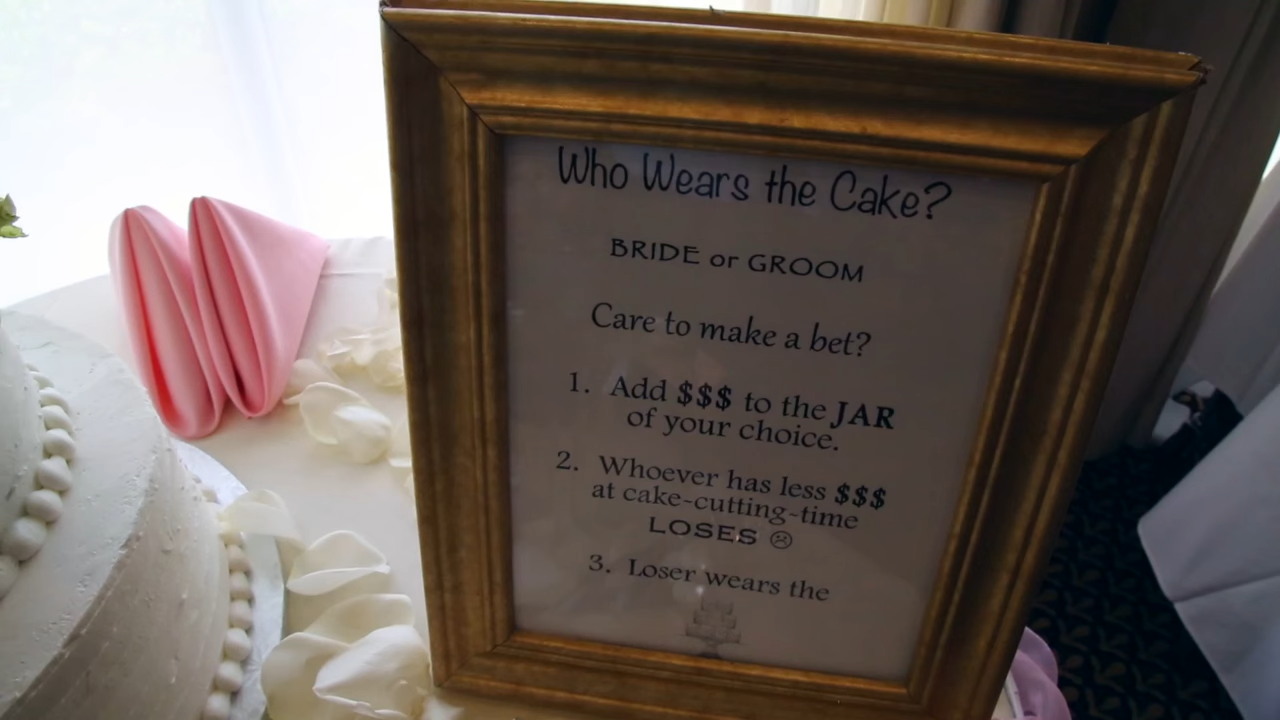 Who Wears the Cake?
BRIDE or GROOM
Care to make a bet?
1. Add $$$ to the JAR
of your choice.
2. Whoever has less $$$
at cake-cutting-time
LOSES ☹
3. Loser wears the